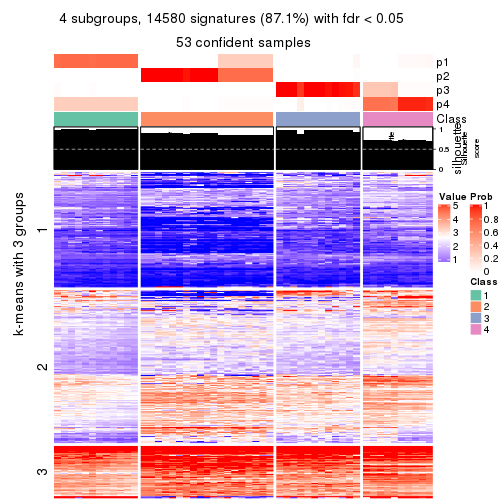 4 subgroups, 14580 signatures (87.1%) with fdr < 0.05
53 confident samples
p1
p2
p3
p4
Class
silhouette
Silhouette
score
1
0.5
0
k-means with 3 groups
1
2
3
Value
5
4
3
2
1
Prob
1
0.8
0.6
0.4
0.2
0
Class
1
2
3
4